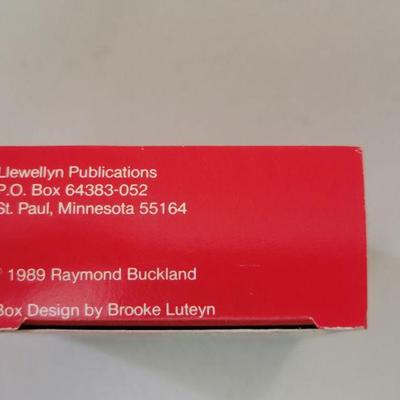 Llewellyn Publications
P.O. Box 64383-052
St. Paul, Minnesota 55164
© 1989 Raymond Buckland
Box Design by Brooke Luteyn